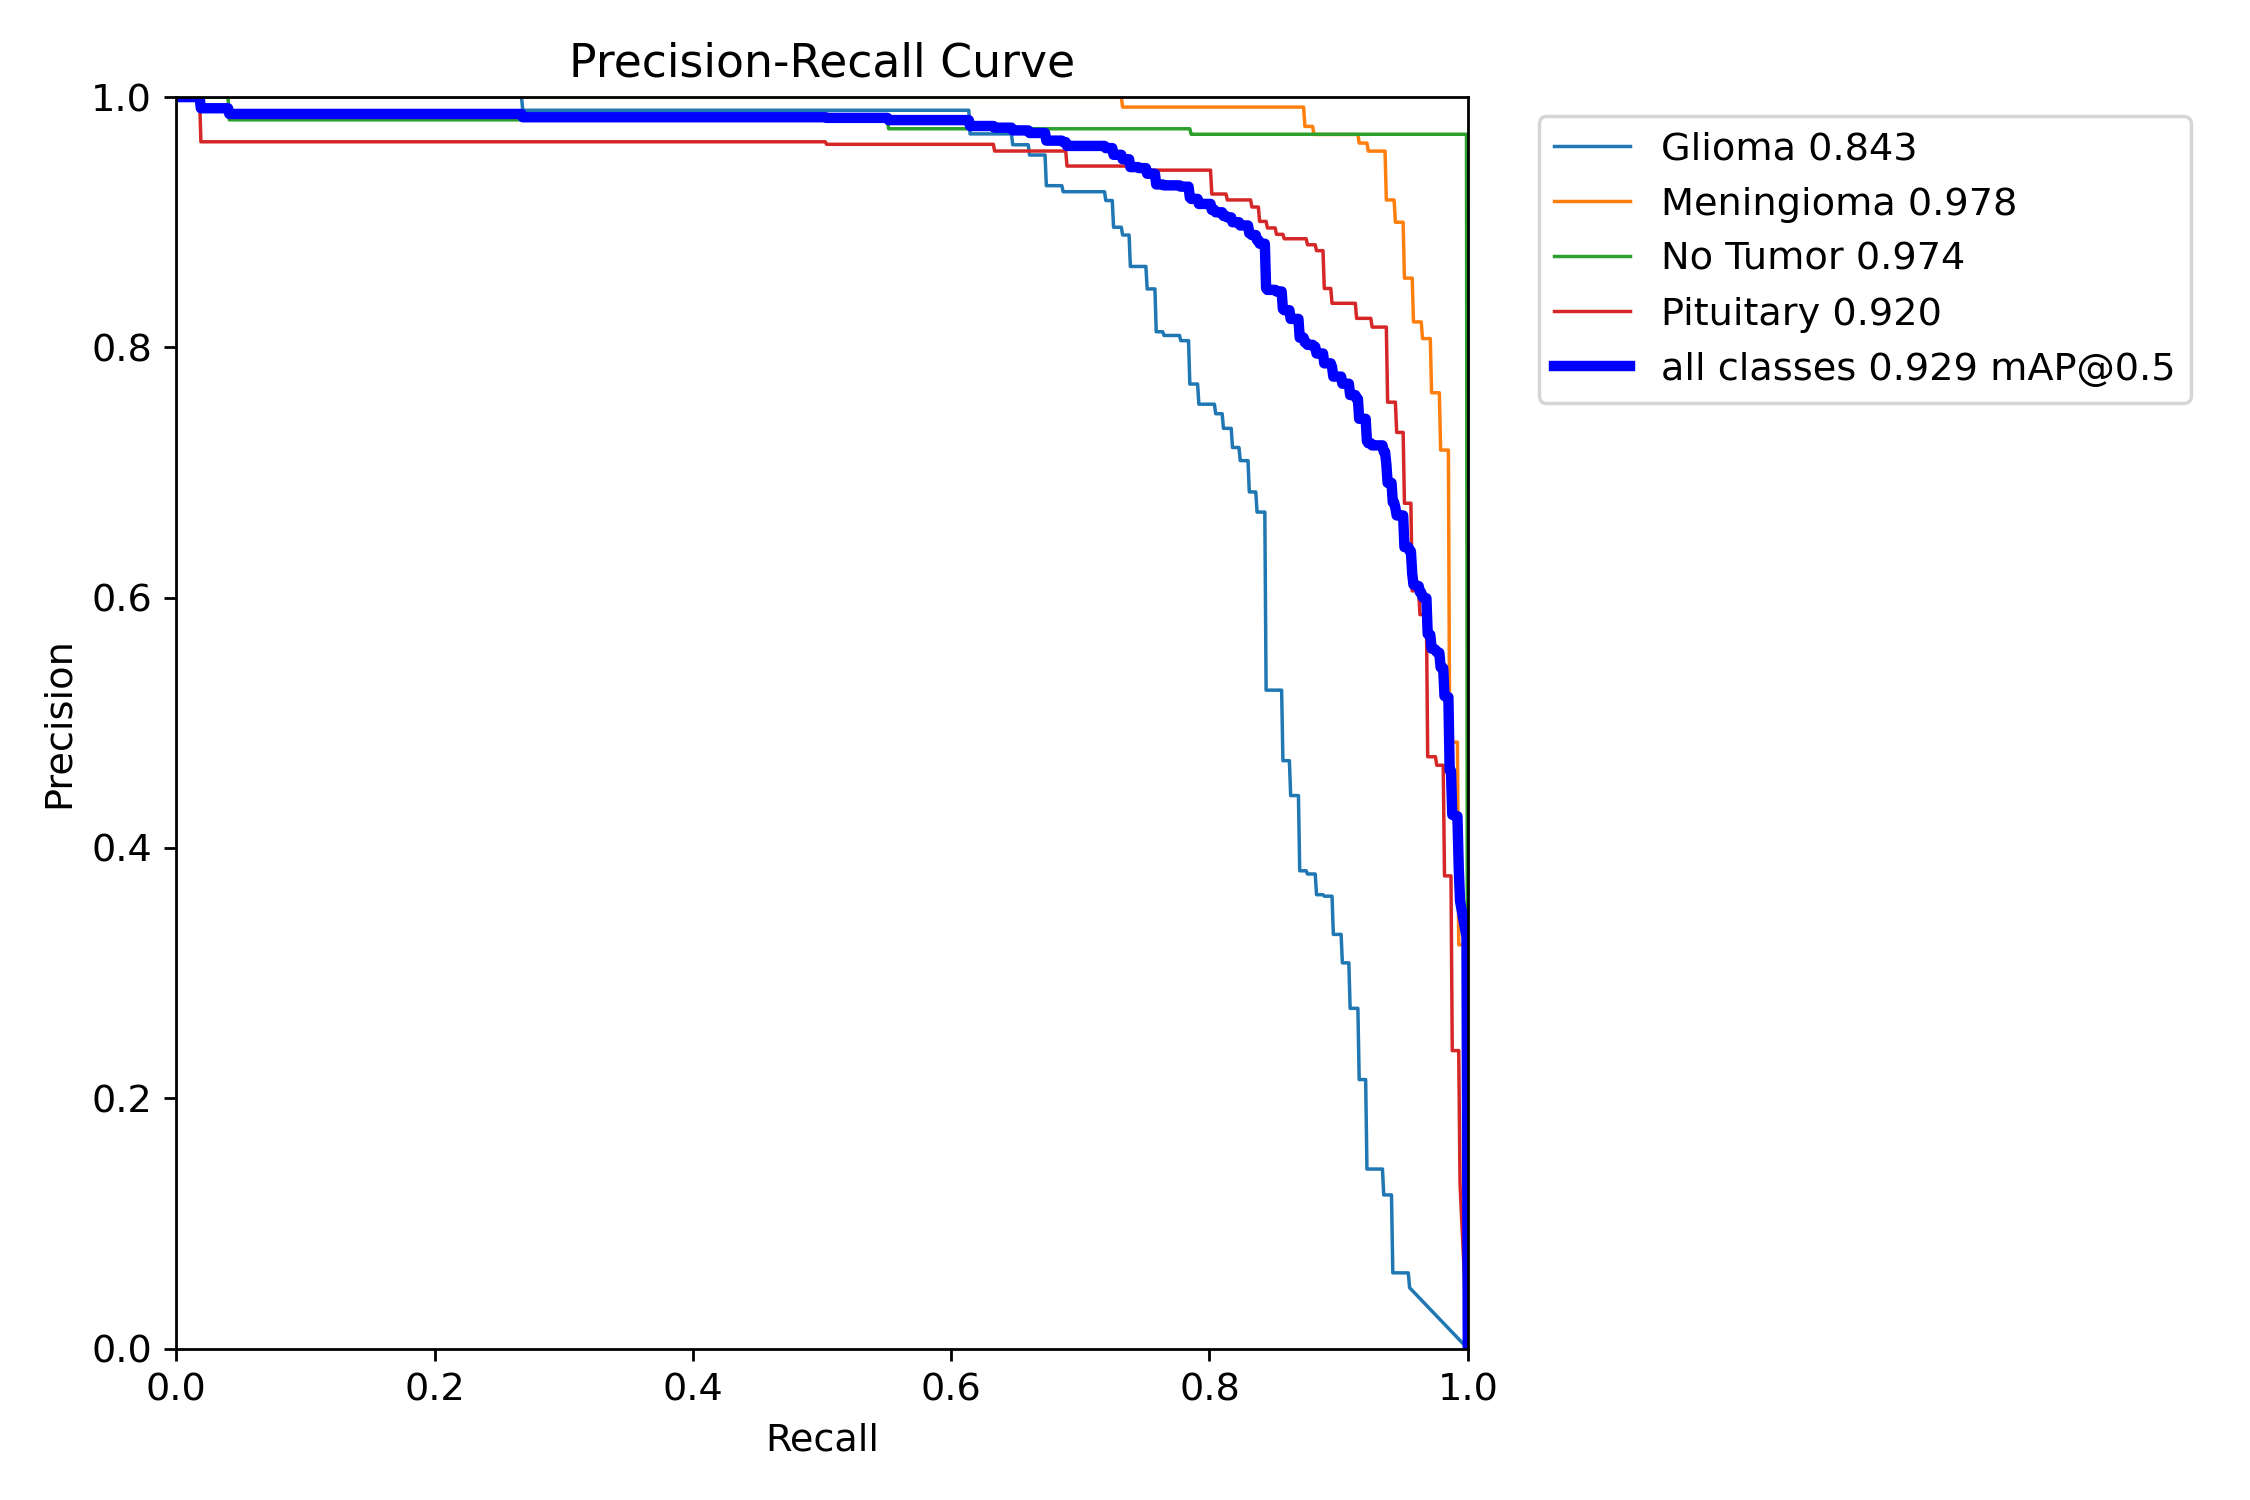 Precision-Recall Curve
1.0
0.8
0.6
0.4
0.2
0.0
Precision
0.0 0.2 0.4 0.6 0.8 1.0
Recall
Glioma 0.843
Meningioma 0.978
No Tumor 0.974
Pituitary 0.920
all classes 0.929 mAP@0.5